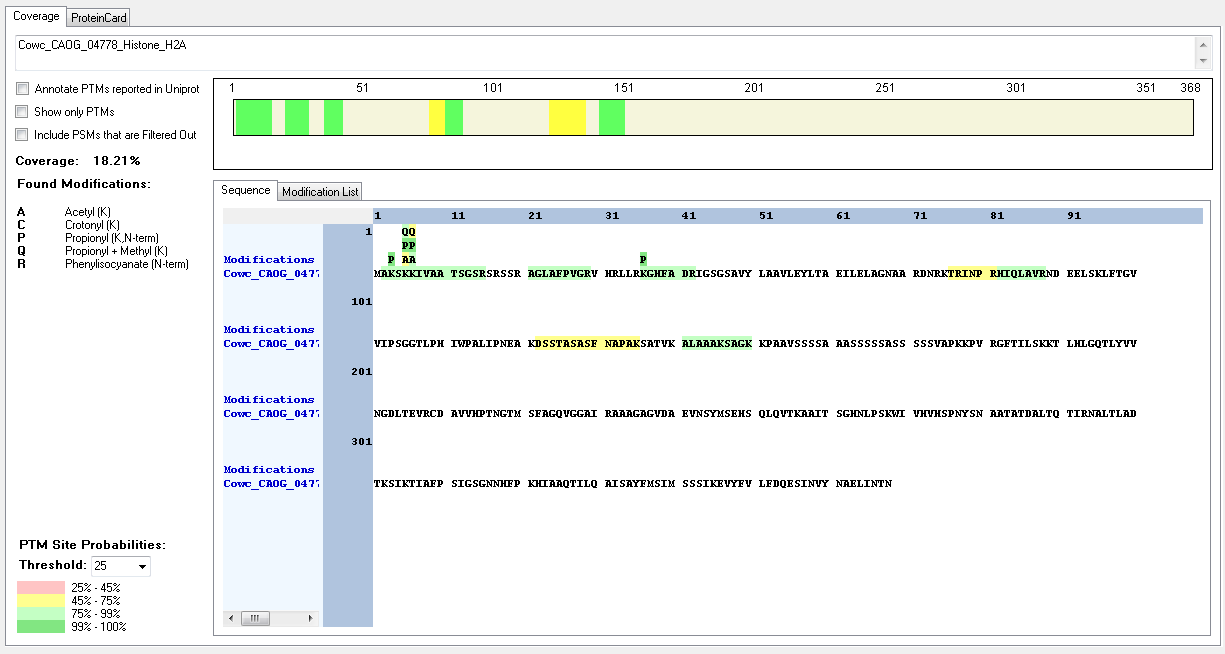 Coverage ProteinCard
Cowc_CAOG_04778_Histone_H2A
Annotate PTMs reported in Uniprot
Show only PTMs
Include PSMs that are Filtered Out
Coverage: 18.21%
Found Modifications:
A Acetyl (K)
C Crotonyl (K)
P Propionyl (K,N-term)
Q Propionyl + Methyl (K)
R Phenylisocyanate (N-term)
1 51 101 151 201 251 301 351 368
Sequence Modification List
1 11 21 31 41 51 61 71 81 91
1 QQ
PP
Modifications P AA P
Cowc_CAOG_0477 MAKSKKIVAA TSGSRSRSSR AGLAFPVGRV HRLLRKGHFA DRIGSGSAVY LAAVLEYLTA EILELAGNAA RDNRKTRINP RHIQLAVRND EELSKLFTGV
101
Modifications
Cowc_CAOG_0477 VIPSGGTLPH IWPALIPNEA KDSSTASASF NAPAKSATVK ALAAAKSAGK KPAAVSSSSA AASSSSSASS SSSVAPKKPV RGFTILSKKT LHLGQTLYVV
201
Modifications
Cowc_CAOG_0477 NGDLTEVRCD AVVHPTNGTM SFAGQVGGAI RAAAGAGVDA EVNSYMSEHS QLQVTKAAIT SGHNLPSKWI VHVHSPNYSN AATATDALTQ TIRNALTLAD
301
Modifications
Cowc_CAOG_0477 TKSIKTIAFP SIGSGNNHFP KHIAAQTILQ AISAYFMSIM SSSIKEVYFV LFDQESINVY NAELINTN
PTM Site Probabilities:
Threshold: 25
25% - 45%
45% - 75%
75% - 99%
99% - 100%